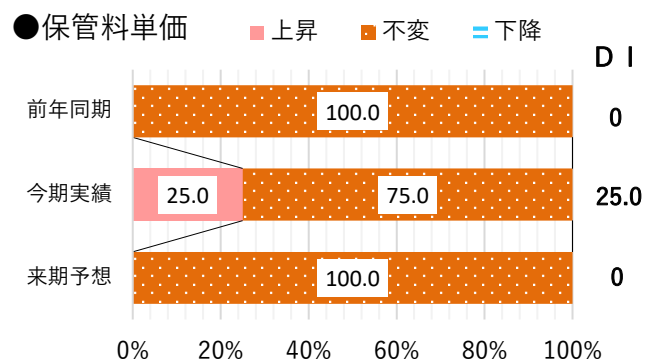 ●保管料単価
上昇 不変 下降
ＤＩ
前年同期 100.0 0
今期実績 25.0 75.0 25.0
来期予想 100.0 0
0% 20% 40% 60% 80% 100%